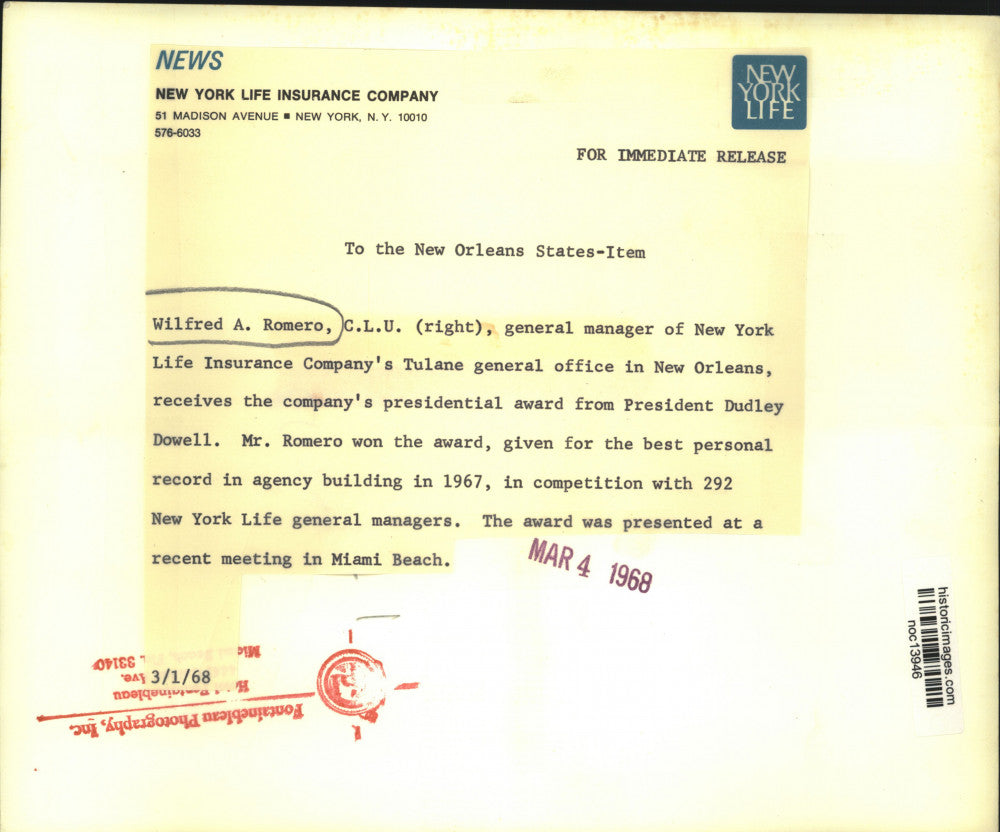 NEWS
NEW YORK LIFE INSURANCE COMPANY
51 MADISON AVENUE ■ NEW YORK, N. Y. 10010
576-6033
NEW
YORK
LIFE
FOR IMMEDIATE RELEASE
To the New Orleans States-Item
Wilfred A. Romero, C.L.U. (right), general manager of New York
Life Insurance Company's Tulane general office in New Orleans,
receives the company's presidential award from President Dudley
Dowell. Mr. Romero won the award, given for the best personal
record in agency building in 1967, in competition with 292
New York Life general managers. The award was presented at a
recent meeting in Miami Beach.
MAR 4 1968
3/1/68
Fontainebleau Photography, Inc.
Fontainebleau
Ave.
33140
historicimages.com
noc13946